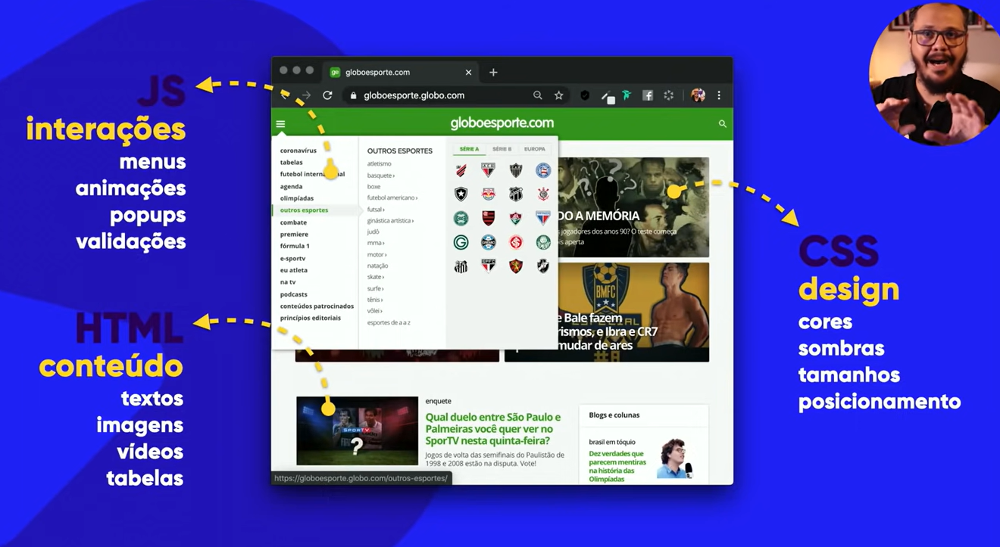 JS
interações
menus
animações
popups
validações
HTML
conteúdo
textos
imagens
vídeos
tabelas
ge
globoesporte.com
globoesporte.globo.com
globoesporte.com
coronavírus
tabelas
futebol inter al
agenda
olimpíadas
outros esportes
combate
premiere
fórmula 1
e-sportv
eu atleta
na tv
podcasts
conteúdos patrocinados
princípios editoriais
OUTROS ESPORTES
atletismo
basquete ›
boxe
futebol americano ›
futsal ›
ginástica artística ›
judô
mma ›
motor ›
natação
skate ›
surfe ›
tênis ›
vôlei ›
esportes de a a z
SÉRIE A
SÉRIE B
EUROPA
DO A MEMÓRIA
jogadores dos anos 90? O teste começa
is aperta
BMFC
e Bale fazem
rismos, e Ibra e CR7
mudar de ares
SPORTV
?
enquete
Qual duelo entre São Paulo e
Palmeiras você quer ver no
SporTV nesta quinta-feira?
Jogos de volta das semifinais do Paulistão de
1998 e 2008 estão na disputa. Vote!
Blogs e colunas
brasil em tóquio
Dez verdades que
parecem mentiras
na história das
Olimpíadas
https://globoesporte.globo.com/outros-esportes/
CSS
design
cores
sombras
tamanhos
posicionamento